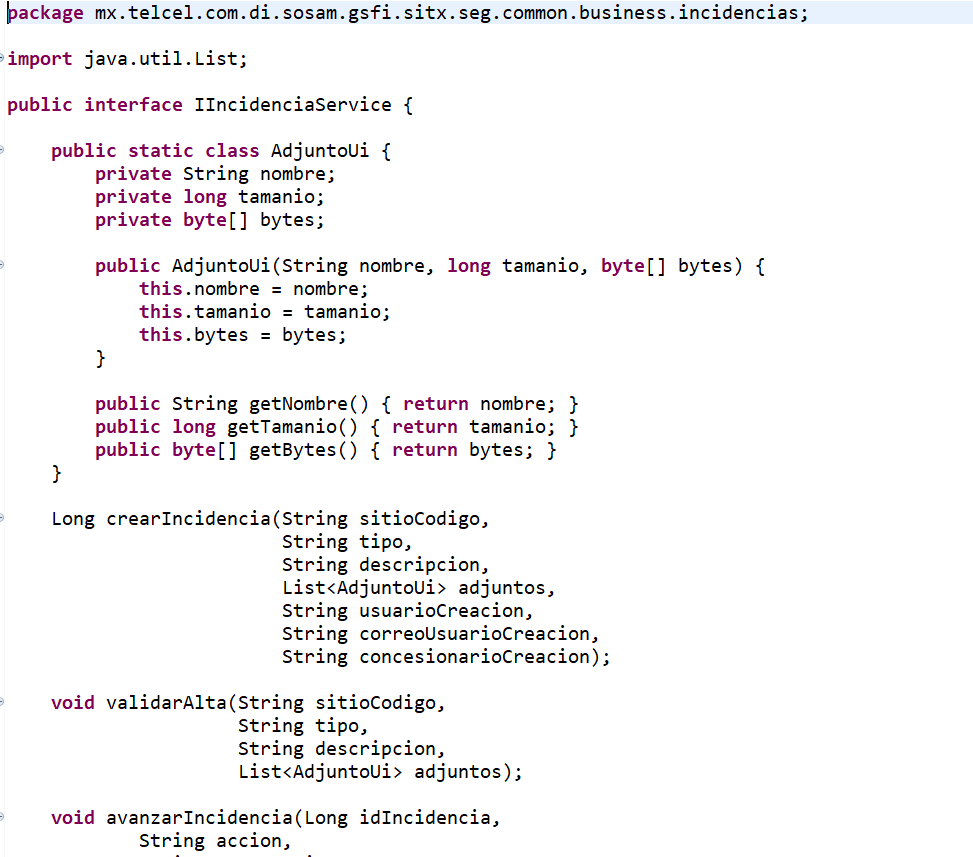 package mx.telcel.com.di.sosam.gsfi.sitx.seg.common.business.incidencias;
import java.util.List;
public interface IIncidenciaService {
public static class AdjuntoUi {
private String nombre;
private long tamanio;
private byte[] bytes;
public AdjuntoUi(String nombre, long tamanio, byte[] bytes) {
this.nombre = nombre;
this.tamanio = tamanio;
this.bytes = bytes;
}
public String getNombre() { return nombre; }
public long getTamanio() { return tamanio; }
public byte[] getBytes() { return bytes; }
}
Long crearIncidencia(String sitioCodigo,
String tipo,
String descripcion,
List<AdjuntoUi> adjuntos,
String usuarioCreacion,
String correoUsuarioCreacion,
String concesionarioCreacion);
void validarAlta(String sitioCodigo,
String tipo,
String descripcion,
List<AdjuntoUi> adjuntos);
void avanzarIncidencia(Long idIncidencia,
String accion,